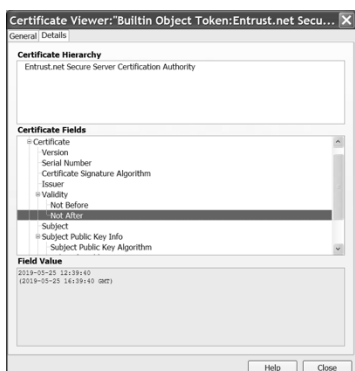 Certificate Viewer:"Builtin Object Token:Entrust.net Secu...
General Details
Certificate Hierarchy
Entrust.net Secure Server Certification Authority
Certificate Fields
Certificate
Version
Serial Number
Certificate Signature Algorithm
Issuer
Validity
Not Before
Not After
Subject
Subject Public Key Info
Subject Public Key Algorithm
Field Value
2019-05-25 12:39:40
(2019-05-25 16:39:40 GMT)
Help Close